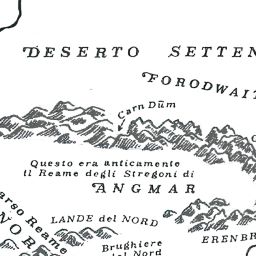 DESERTO SETTEN
FORODWAIT
Carn Dûm
Questo era anticamente
il Reame degli Stregoni di
ANGMAR
LANDE del NORD
arso Reame
NOR
Brughiere
del Nord
ERENBR